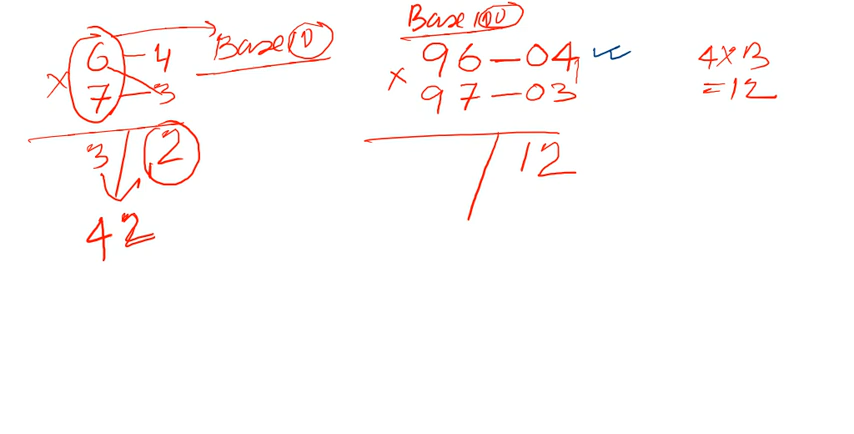 Base 10
6 - 4
× 7 - 3
3 / 2
42
Base 100
96 - 04
× 97 - 03
/ 12
4 × 3
= 12